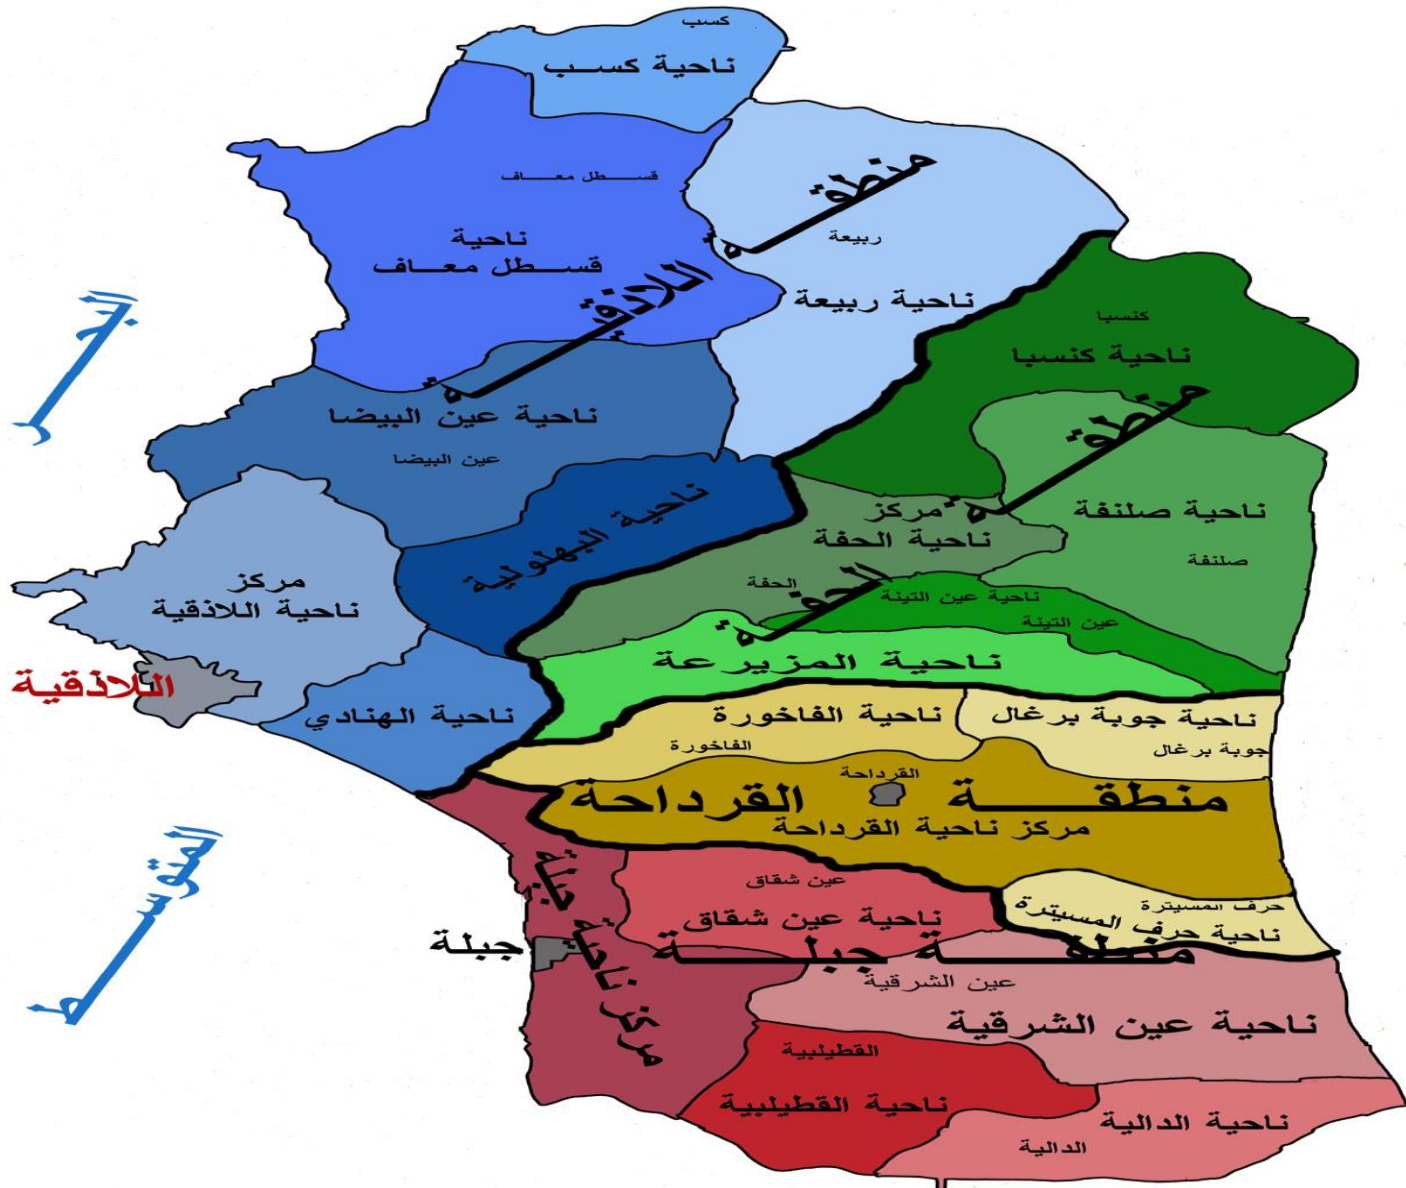 كسب
ناحية كسب
قسطل معاف
ناحية
قسطل معاف
منطقة
اللاذقية
ربيعة
ناحية ربيعة
كنسبا
ناحية كنسبا
البحر
ناحية عين البيضا
عين البيضا
منطقة
الحفة
ناحية البهلولية
مركز
ناحية الحفة
الحفة
ناحية صلنفة
صلنفة
مركز
ناحية اللاذقية
اللاذقية
ناحية عين التينة
عين التينة
ناحية المزيرعة
ناحية الهنادي
ناحية الفاخورة
الفاخورة
ناحية جوبة برغال
جوبة برغال
القرداحة
منطقة القرداحة
مركز ناحية القرداحة
المتوسط
مركز ناحية جبلة
جبلة
عين شقاق
ناحية عين شقاق
حرف المسيترة
ناحية حرف المسيترة
منطقة جبلة
عين الشرقية
ناحية عين الشرقية
القطيلبية
ناحية القطيلبية
ناحية الدالية
الدالية